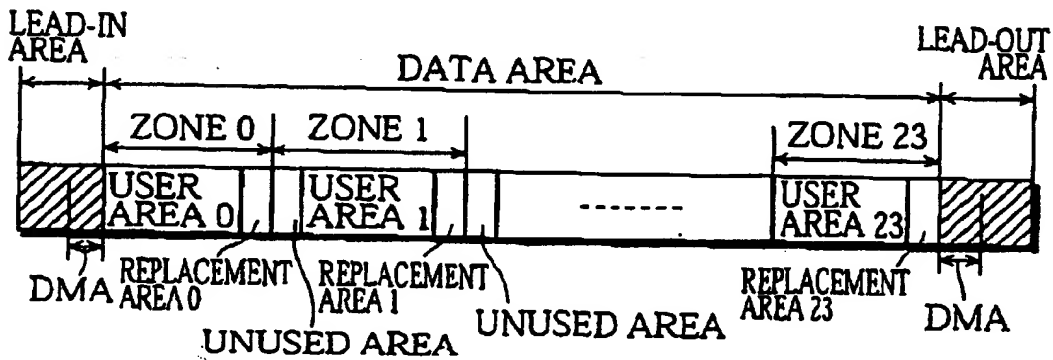 LEAD-IN
AREA
DATA AREA
LEAD-OUT
AREA
ZONE 0
ZONE 1
ZONE 23
USER
AREA 0
USER
AREA 1
USER
AREA 23
DMA
REPLACEMENT
AREA 0
REPLACEMENT
AREA 1
REPLACEMENT
AREA 23
DMA
UNUSED AREA
UNUSED AREA